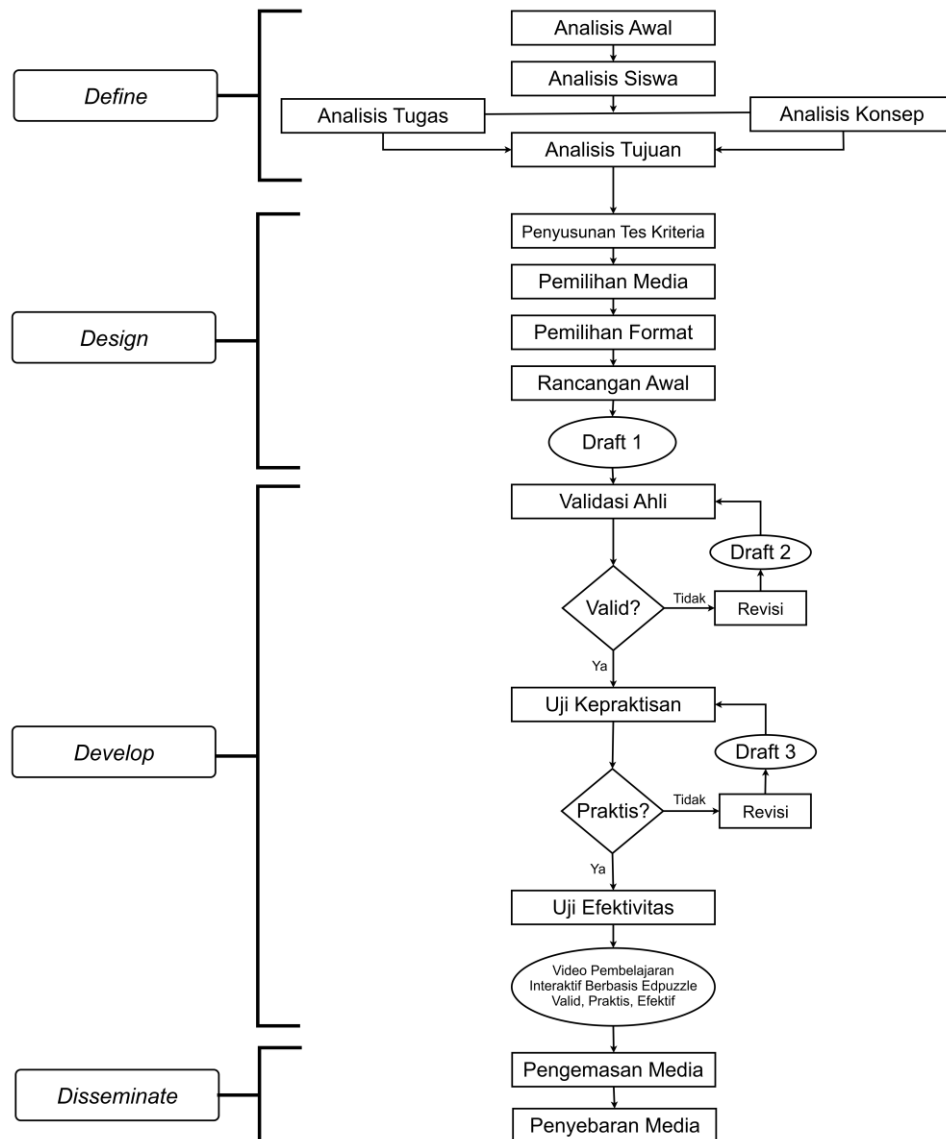 Define
Analisis Awal
Analisis Siswa
Analisis Tugas
Analisis Konsep
Analisis Tujuan
Design
Penyusunan Tes Kriteria
Pemilihan Media
Pemilihan Format
Rancangan Awal
Draft 1
Develop
Validasi Ahli
Draft 2
Valid?
Tidak
Revisi
Ya
Uji Kepraktisan
Draft 3
Praktis?
Tidak
Revisi
Ya
Uji Efektivitas
Video Pembelajaran
Interaktif Berbasis Edpuzzle
Valid, Praktis, Efektif
Disseminate
Pengemasan Media
Penyebaran Media